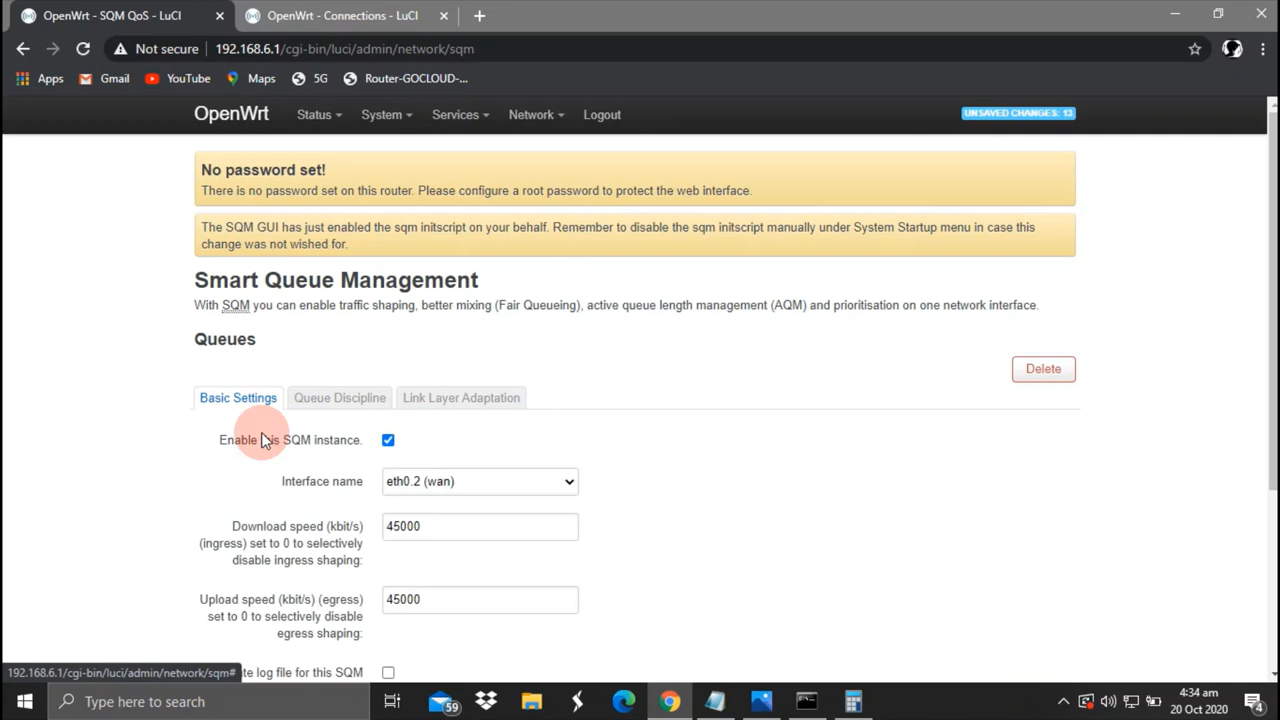 OpenWrt - SQM QoS - LuCI
OpenWrt - Connections - LuCI
Not secure
192.168.6.1/cgi-bin/luci/admin/network/sqm
Apps
Gmail
YouTube
Maps
5G
Router-GOCLOUD-...
OpenWrt
Status
System
Services
Network
Logout
UNSAVED CHANGES: 13
No password set!
There is no password set on this router. Please configure a root password to protect the web interface.
The SQM GUI has just enabled the sqm initscript on your behalf. Remember to disable the sqm initscript manually under System Startup menu in case this
change was not wished for.
Smart Queue Management
With SQM you can enable traffic shaping, better mixing (Fair Queueing), active queue length management (AQM) and prioritisation on one network interface.
Queues
Delete
Basic Settings
Queue Discipline
Link Layer Adaptation
Enable this SQM instance.
Interface name
eth0.2 (wan)
Download speed (kbit/s)
(ingress) set to 0 to selectively
disable ingress shaping:
45000
Upload speed (kbit/s) (egress)
set to 0 to selectively disable
egress shaping:
45000
192.168.6.1/cgi-bin/luci/admin/network/sqm#
log file for this SQM
Type here to search
59
4:34 am
20 Oct 2020
4